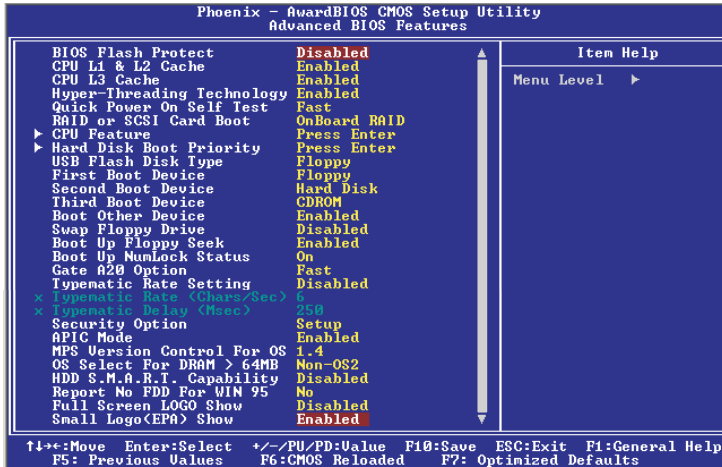 Phoenix - AwardBIOS CMOS Setup Utility
Advanced BIOS Features
BIOS Flash Protect Disabled
CPU L1 & L2 Cache Enabled
CPU L3 Cache Enabled
Hyper-Threading Technology Enabled
Quick Power On Self Test Fast
RAID or SCSI Card Boot OnBoard RAID
CPU Feature Press Enter
Hard Disk Boot Priority Press Enter
USB Flash Disk Type Floppy
First Boot Device Floppy
Second Boot Device Hard Disk
Third Boot Device CDROM
Boot Other Device Enabled
Swap Floppy Drive Disabled
Boot Up Floppy Seek Enabled
Boot Up NumLock Status On
Gate A20 Option Fast
Typematic Rate Setting Disabled
x Typematic Rate (Chars/Sec) 6
x Typematic Delay (Msec) 250
Security Option Setup
APIC Mode Enabled
MPS Version Control For OS 1.4
OS Select For DRAM > 64MB Non-OS2
HDD S.M.A.R.T. Capability Disabled
Report No FDD For WIN 95 No
Full Screen LOGO Show Disabled
Small Logo(EPA) Show Enabled
Item Help
Menu Level
↑↓→←:Move Enter:Select +/-/PU/PD:Value F10:Save ESC:Exit F1:General Help
F5: Previous Values F6:CMOS Reloaded F7: Optimized Defaults